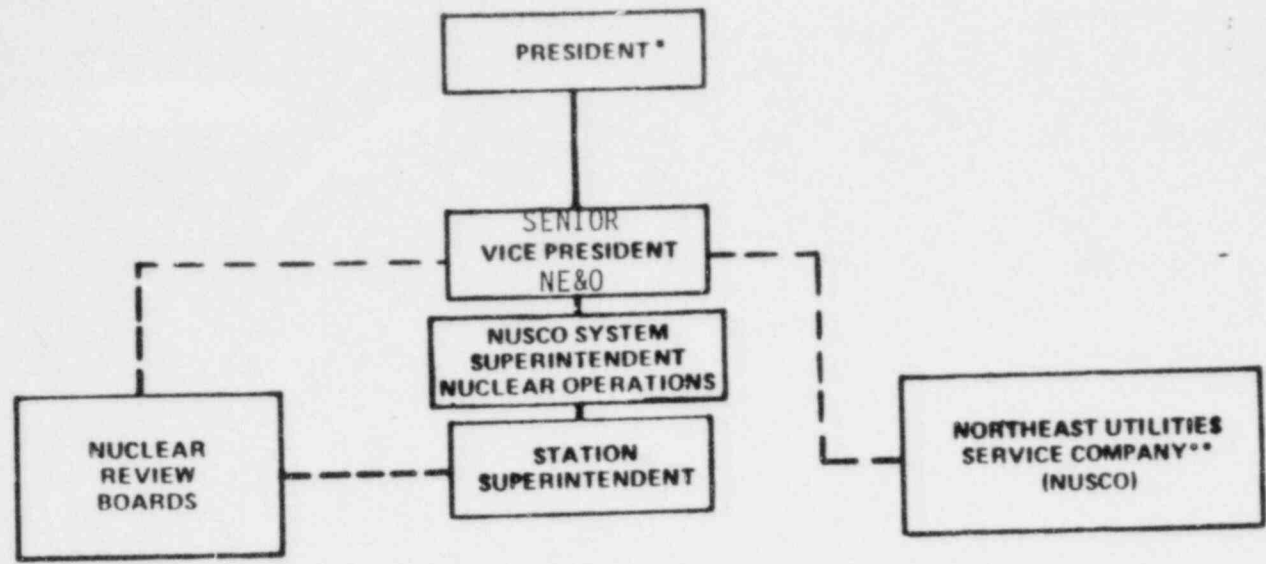 PRESIDENT*
SENIOR
VICE PRESIDENT
NE&O
NUSCO SYSTEM
SUPERINTENDENT
NUCLEAR OPERATIONS
NUCLEAR
REVIEW
BOARDS
STATION
SUPERINTENDENT
NORTHEAST UTILITIES
SERVICE COMPANY**
(NUSCO)